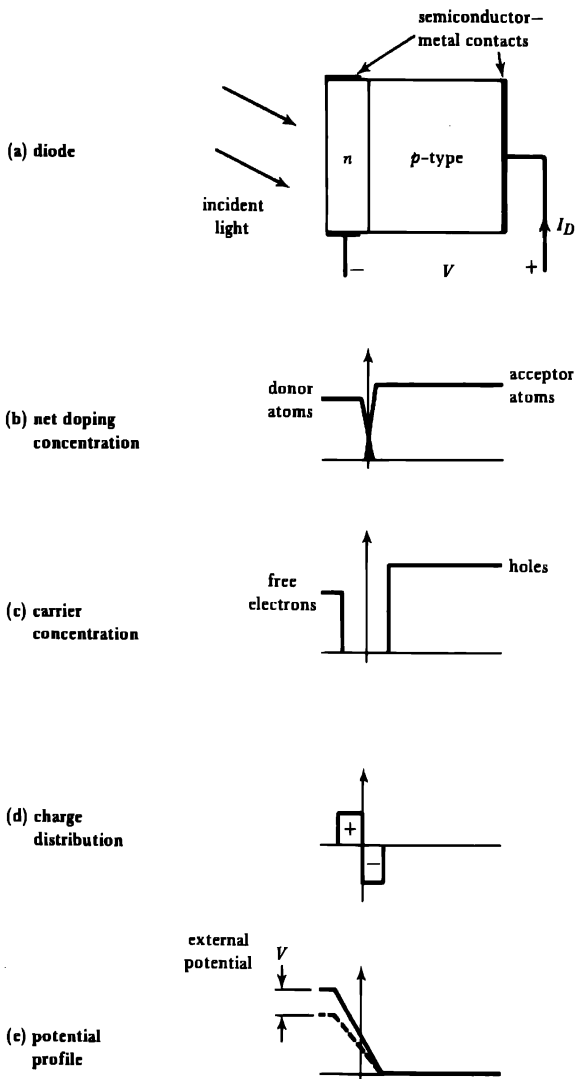 semiconductor—
metal contacts
(a) diode
n
p-type
incident
light
I_D
−
V
+
donor
atoms
acceptor
atoms
(b) net doping
concentration
free
electrons
holes
(c) carrier
concentration
(d) charge
distribution
+
−
external
potential
V
(e) potential
profile